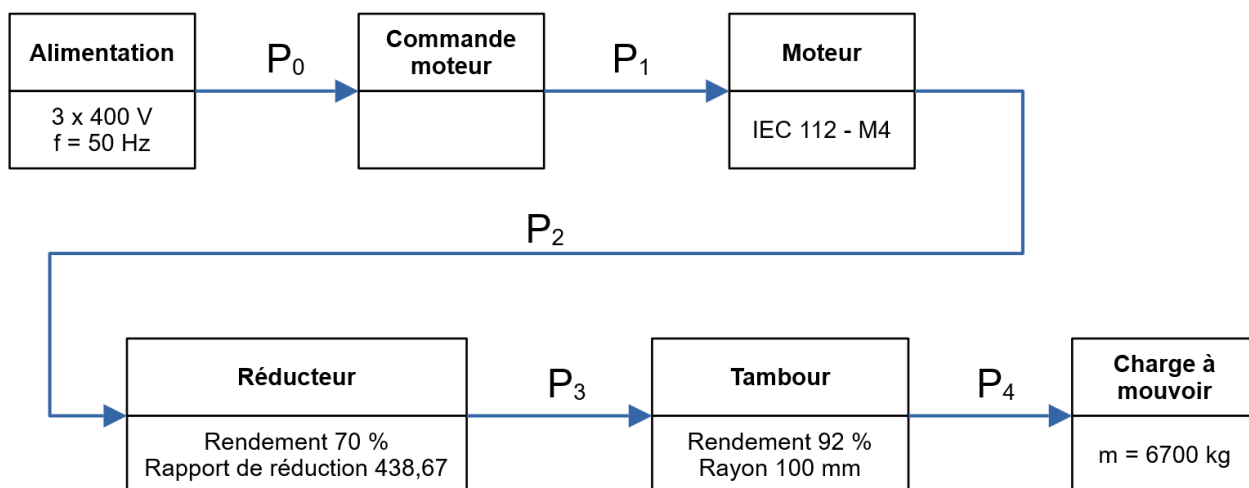 Alimentation
3 x 400 V
f = 50 Hz
P0
Commande
moteur
P1
Moteur
IEC 112 - M4
P2
Réducteur
Rendement 70 %
Rapport de réduction 438,67
P3
Tambour
Rendement 92 %
Rayon 100 mm
P4
Charge à
mouvoir
m = 6700 kg